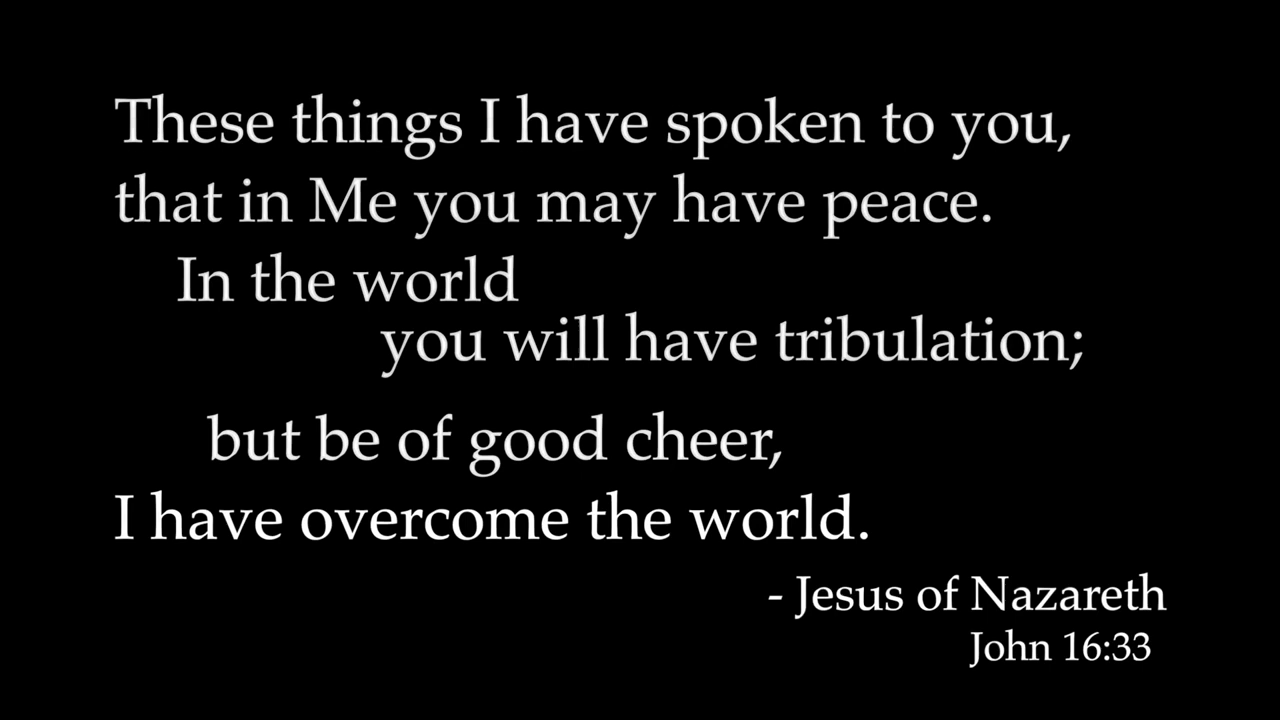 These things I have spoken to you,
that in Me you may have peace.
In the world
you will have tribulation;
but be of good cheer,
I have overcome the world.
- Jesus of Nazareth
John 16:33